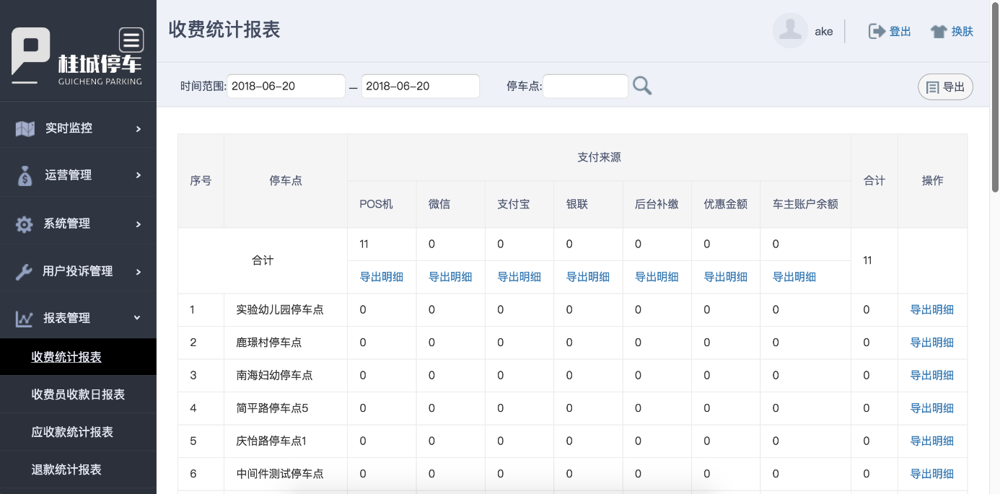 桂城停车
GUICHENG PARKING
实时监控
运营管理
系统管理
用户投诉管理
报表管理
收费统计报表
收费员收款日报表
应收款统计报表
退款统计报表
收费统计报表
ake
登出
换肤
时间范围: 2018-06-20 — 2018-06-20 停车点:
导出
序号 停车点 支付来源 合计 操作
POS机 微信 支付宝 银联 后台补缴 优惠金额 车主账户余额
合计 11 0 0 0 0 0 0 11
导出明细 导出明细 导出明细 导出明细 导出明细 导出明细 导出明细
1 实验幼儿园停车点 0 0 0 0 0 0 0 0 导出明细
2 鹿璟村停车点 0 0 0 0 0 0 0 0 导出明细
3 南海妇幼停车点 0 0 0 0 0 0 0 0 导出明细
4 简平路停车点5 0 0 0 0 0 0 0 0 导出明细
5 庆怡路停车点1 0 0 0 0 0 0 0 0 导出明细
6 中间件测试停车点 0 0 0 0 0 0 0 0 导出明细